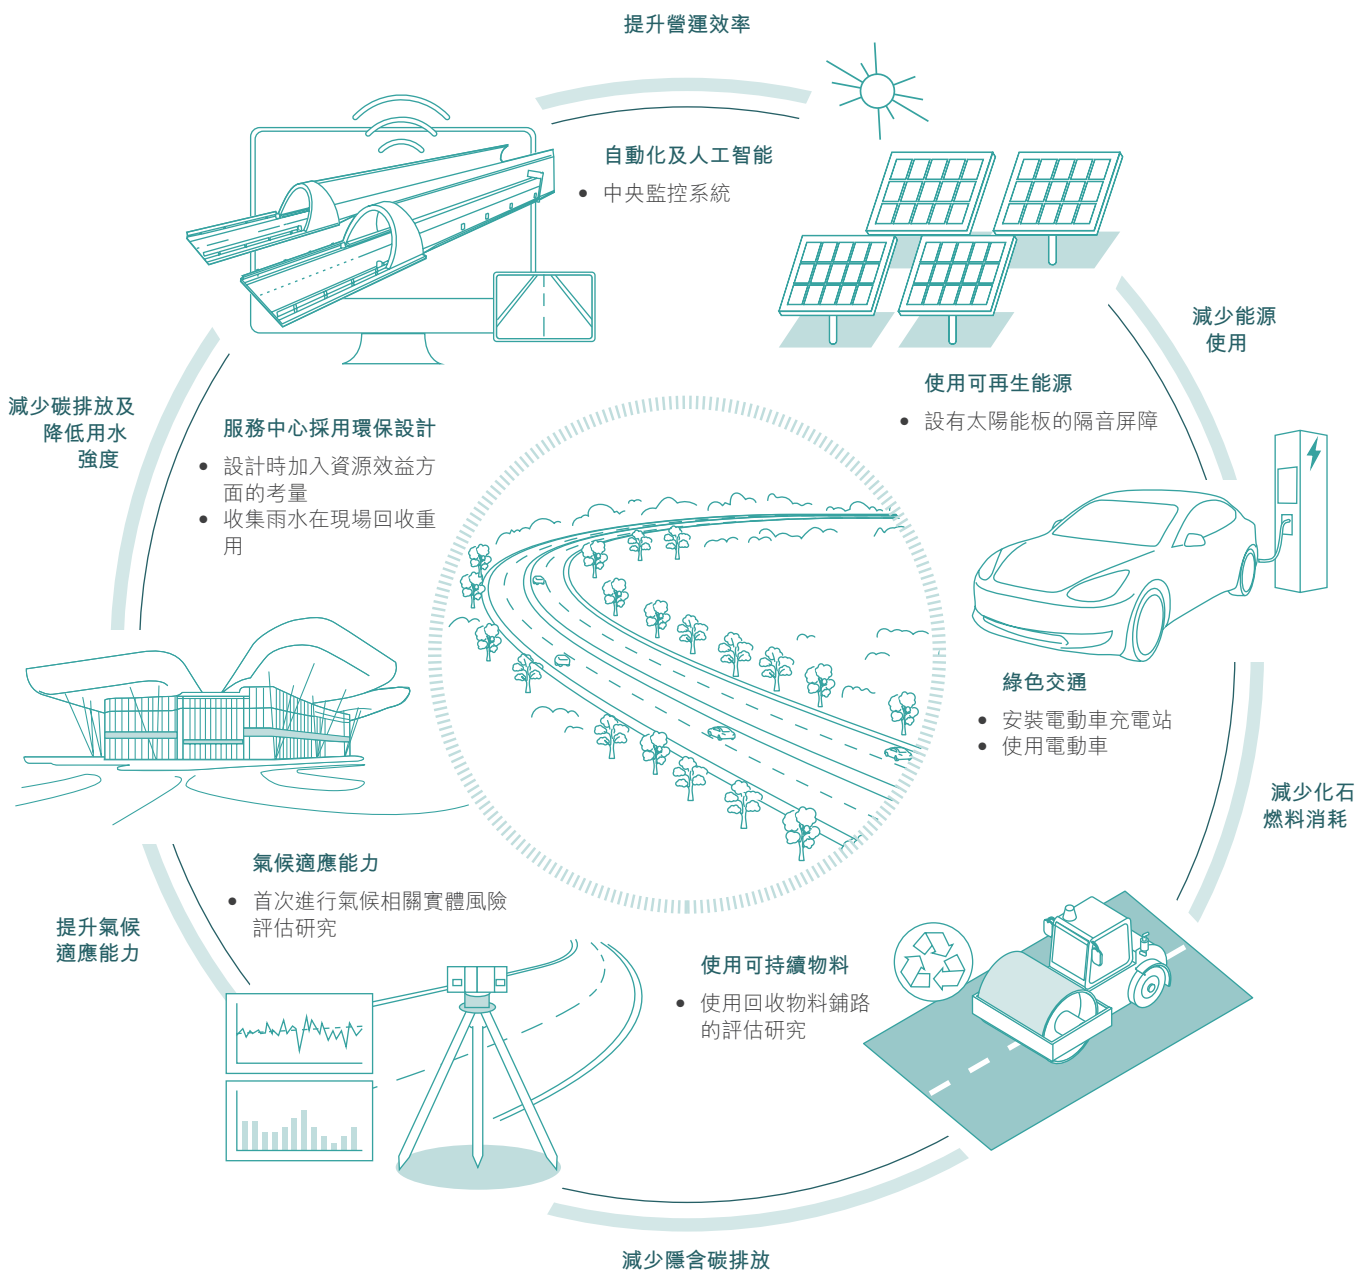 提升營運效率
自動化及人工智能
• 中央監控系統
減少能源
使用
使用可再生能源
• 設有太陽能板的隔音屏障
減少碳排放及
降低用水
強度
服務中心採用環保設計
• 設計時加入資源效益方
面的考量
• 收集雨水在現場回收重
用
綠色交通
• 安裝電動車充電站
• 使用電動車
減少化石
燃料消耗
氣候適應能力
• 首次進行氣候相關實體風險
評估研究
提升氣候
適應能力
使用可持續物料
• 使用回收物料鋪路
的評估研究
減少隱含碳排放